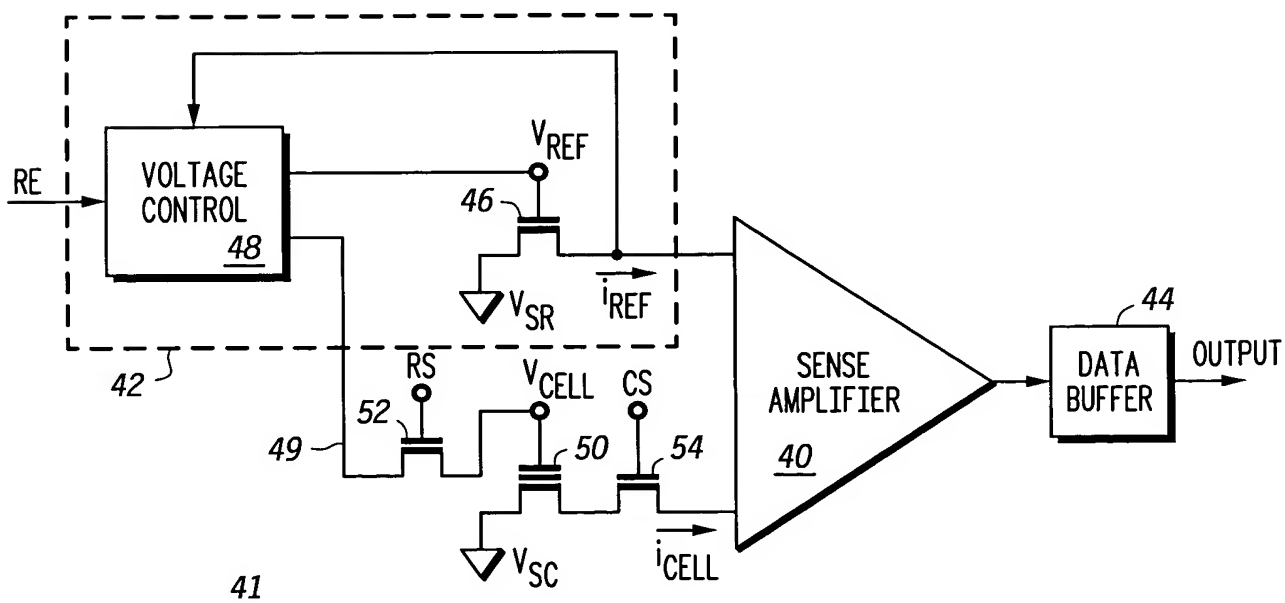 RE
VOLTAGE
CONTROL
48
V_REF
46
V_SR
i_REF
42
RS
52
49
V_CELL
50
CS
54
V_SC
i_CELL
SENSE
AMPLIFIER
40
44
DATA
BUFFER
OUTPUT
41